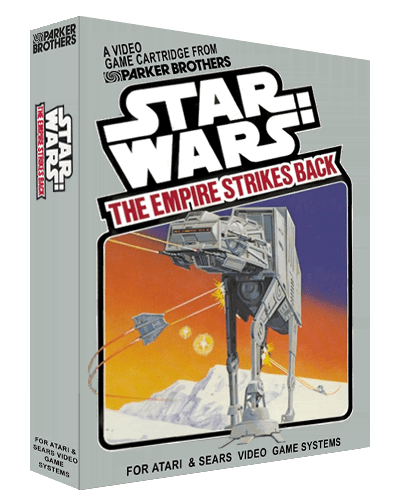 PARKER
BROTHERS
STAR
WARS:
THE EMPIRE STRIKES BACK
FOR ATARI &
SEARS VIDEO
GAME
SYSTEMS
A VIDEO
GAME CARTRIDGE FROM
PARKER BROTHERS
STAR
WARS:
THE EMPIRE STRIKES BACK
FOR ATARI & SEARS VIDEO GAME SYSTEMS